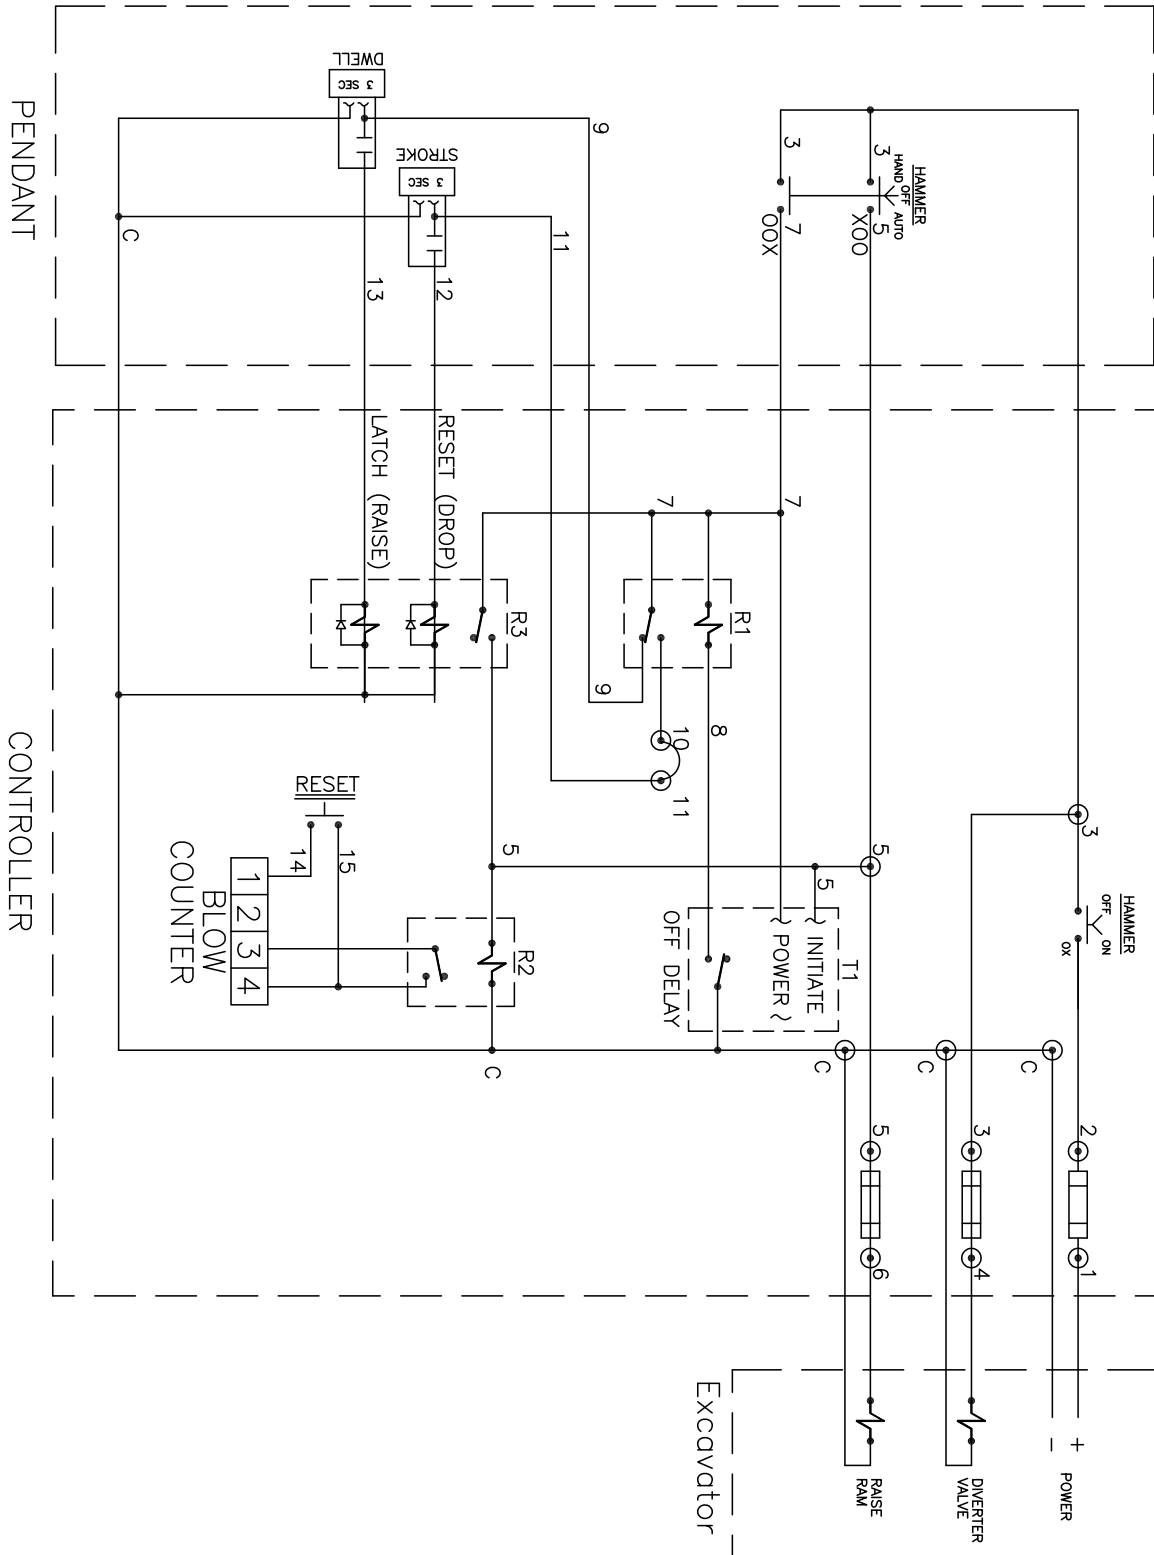 PENDANT
DWELL
3 SEC
STROKE
3 SEC
9
11
C
13
12
3
3
HAMMER
HAND OFF AUTO
7
OOX
5
XOO
LATCH (RAISE)
RESET (DROP)
7
7
R3
R1
9
10
11
8
CONTROLLER
RESET
14
15
BLOW
COUNTER
1
2
3
4
5
R2
5
5
T1
INITIATE
POWER
OFF DELAY
3
HAMMER
OFF ON
OX
C
C
C
C
5
3
2
6
4
1
Excavator
+
-
POWER
DIVERTER
VALVE
RAISE
RAM